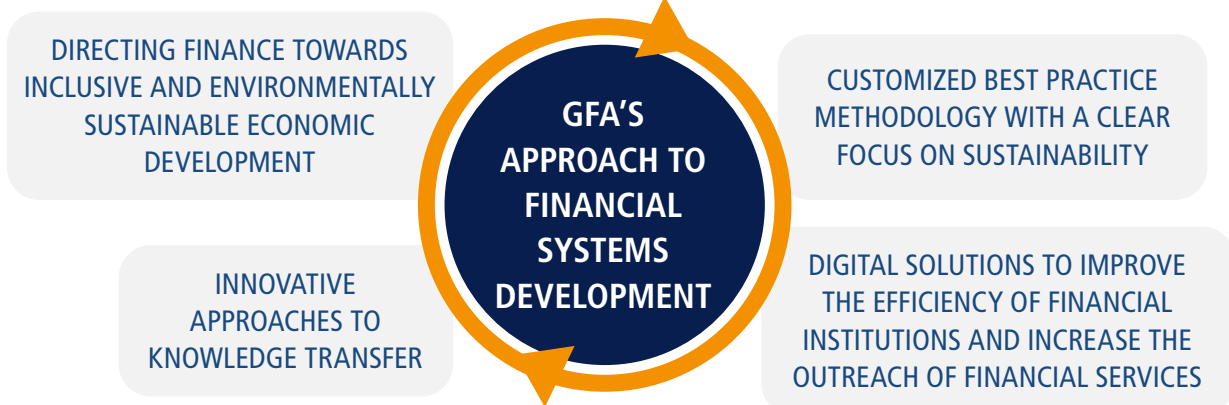 DIRECTING FINANCE TOWARDS
INCLUSIVE AND ENVIRONMENTALLY
SUSTAINABLE ECONOMIC
DEVELOPMENT
GFA’S
APPROACH TO
FINANCIAL
SYSTEMS
DEVELOPMENT
CUSTOMIZED BEST PRACTICE
METHODOLOGY WITH A CLEAR
FOCUS ON SUSTAINABILITY
INNOVATIVE
APPROACHES TO
KNOWLEDGE TRANSFER
DIGITAL SOLUTIONS TO IMPROVE
THE EFFICIENCY OF FINANCIAL
INSTITUTIONS AND INCREASE THE
OUTREACH OF FINANCIAL SERVICES